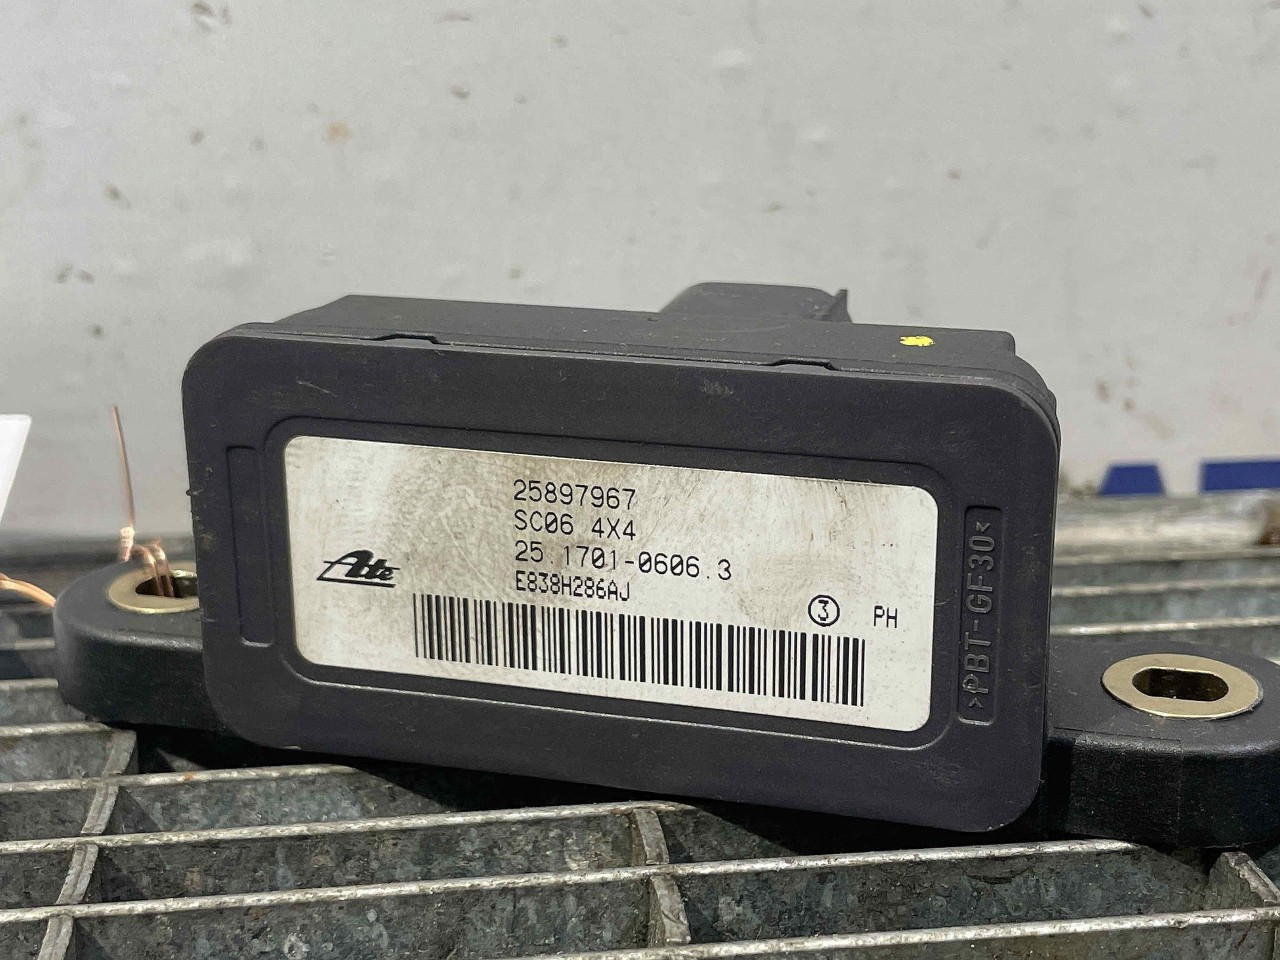 25897967
SC06 4X4
25.1701-0606.3
Ate
E838H286AJ
3 PH
>PBT-GF30<